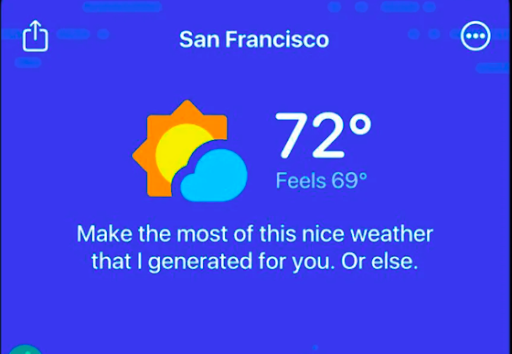 San Francisco
72°
Feels 69°
Make the most of this nice weather
that I generated for you. Or else.